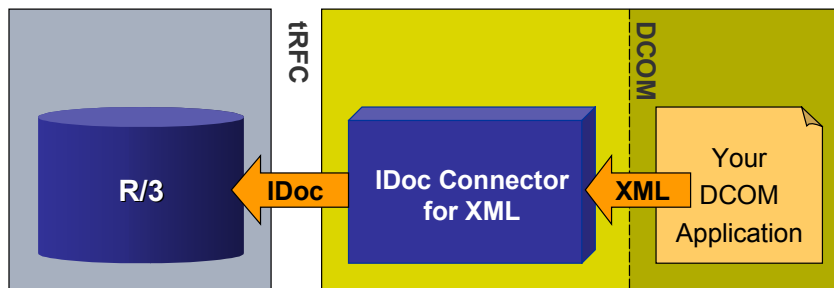 tRFC
DCOM
R/3
IDoc
IDoc Connector
for XML
XML
Your
DCOM
Application